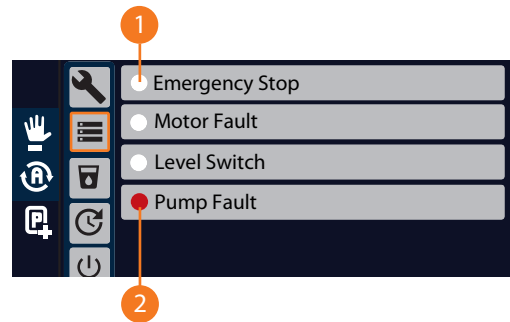 1
Emergency Stop
Motor Fault
A
Level Switch
P
Pump Fault
2